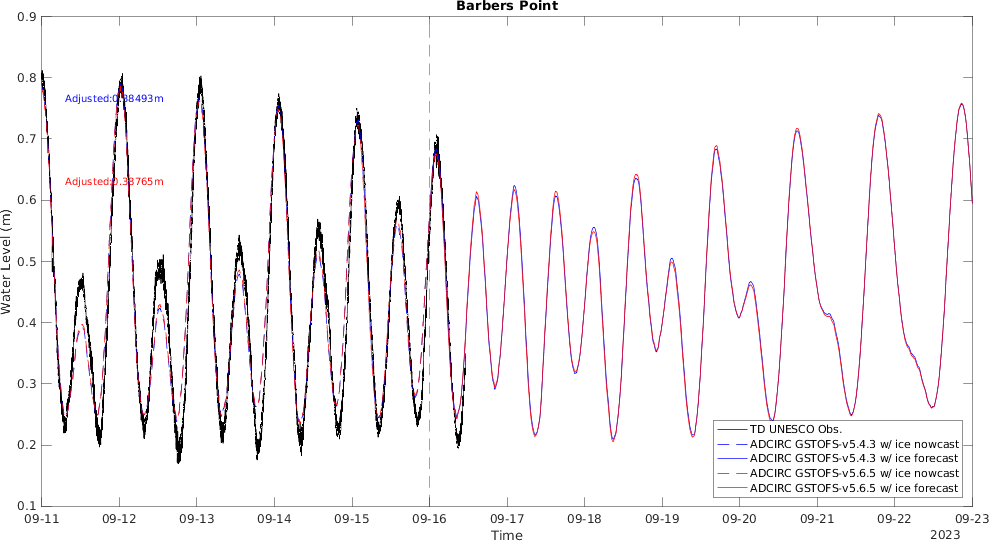 Barbers Point
0.9
0.8
Adjusted:0.38493m
0.7
Adjusted:0.38765m
0.6
Water Level (m)
0.5
0.4
0.3
0.2
0.1
TD UNESCO Obs.
ADCIRC GSTOFS-v5.4.3 w/ ice nowcast
ADCIRC GSTOFS-v5.4.3 w/ ice forecast
ADCIRC GSTOFS-v5.6.5 w/ ice nowcast
ADCIRC GSTOFS-v5.6.5 w/ ice forecast
09-11 09-12 09-13 09-14 09-15 09-16 09-17 09-18 09-19 09-20 09-21 09-22 09-23
Time
2023